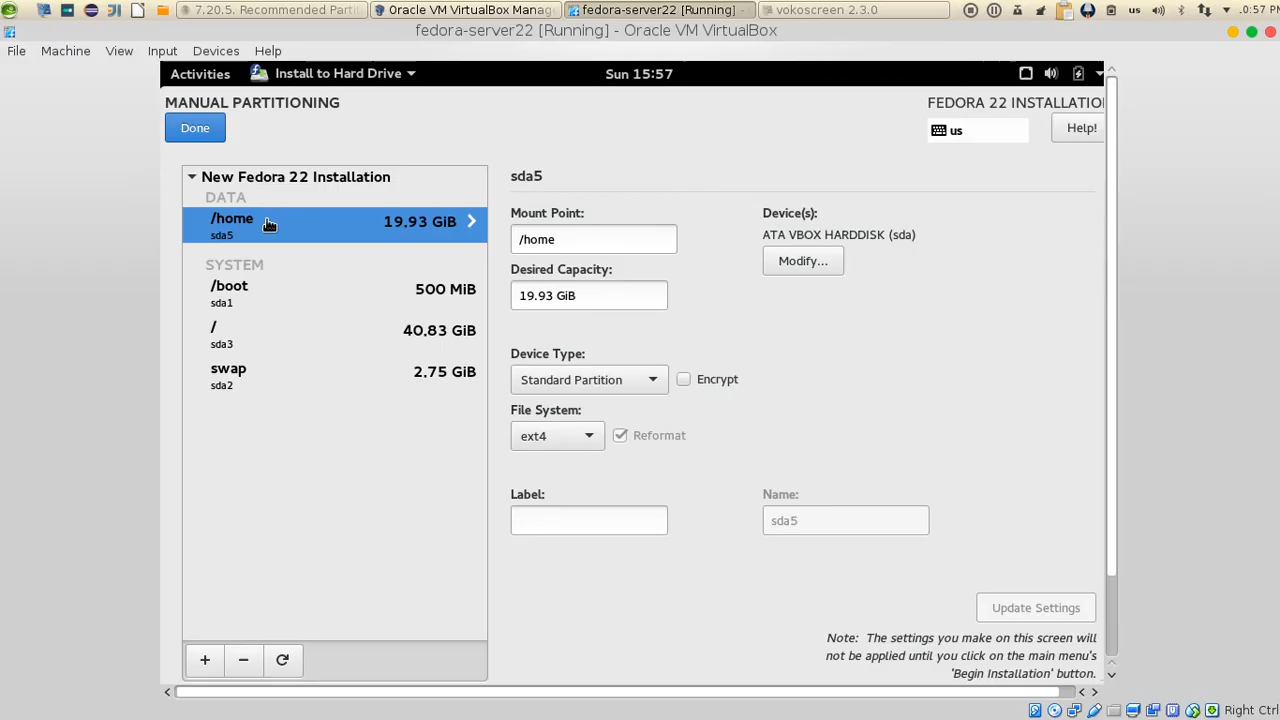 7.20.5. Recommended Parti
Oracle VM VirtualBox Manag
fedora-server22 [Running] -
vokoscreen 2.3.0
us
0:57 PM
fedora-server22 [Running] - Oracle VM VirtualBox
File Machine View Input Devices Help
Activities Install to Hard Drive Sun 15:57
MANUAL PARTITIONING
FEDORA 22 INSTALLATIO
Done
us
Help!
New Fedora 22 Installation
DATA
/home 19.93 GiB
sda5
SYSTEM
/boot 500 MiB
sda1
/ 40.83 GiB
sda3
swap 2.75 GiB
sda2
sda5
Mount Point:
/home
Desired Capacity:
19.93 GiB
Device(s):
ATA VBOX HARDDISK (sda)
Modify...
Device Type:
Standard Partition Encrypt
File System:
ext4 Reformat
Label:
Name:
sda5
Update Settings
Note: The settings you make on this screen will
not be applied until you click on the main menu's
'Begin Installation' button.
Right Ctrl